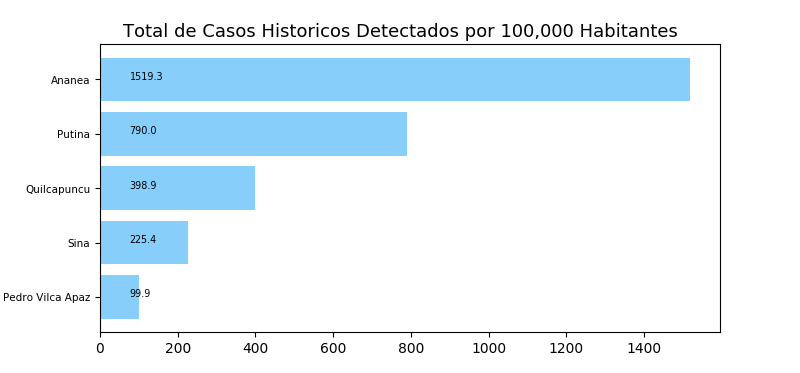 Total de Casos Historicos Detectados por 100,000 Habitantes
Ananea 1519.3
Putina 790.0
Quilcapuncu 398.9
Sina 225.4
Pedro Vilca Apaz 99.9
0 200 400 600 800 1000 1200 1400